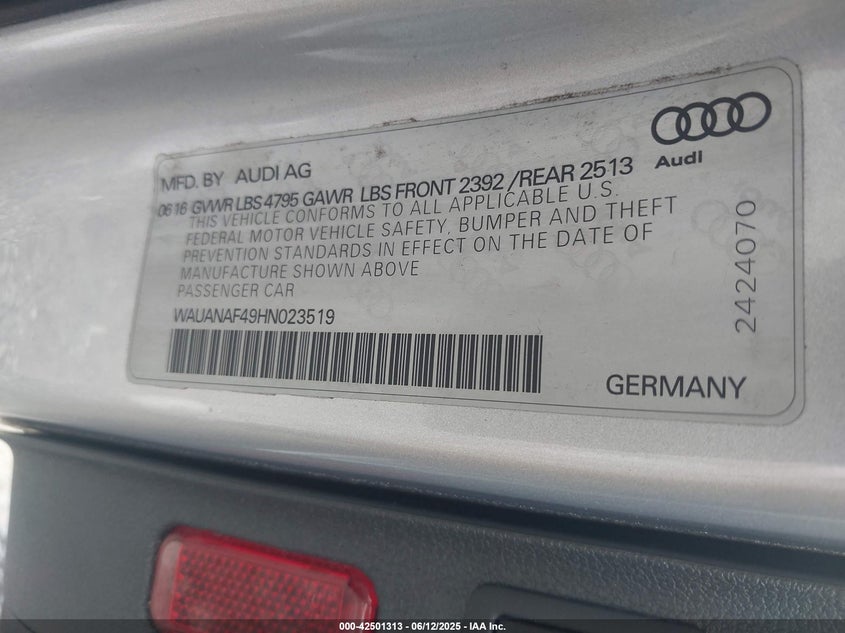 Audi
MFD. BY AUDI AG
0616 GVWR LBS 4795 GAWR LBS FRONT 2392 /REAR 2513
THIS VEHICLE CONFORMS TO ALL APPLICABLE U.S.
FEDERAL MOTOR VEHICLE SAFETY, BUMPER AND THEFT
PREVENTION STANDARDS IN EFFECT ON THE DATE OF
MANUFACTURE SHOWN ABOVE
PASSENGER CAR
WAUANAF49HN023519
GERMANY
2424070
000-42501313 - 06/12/2025 - IAA Inc.